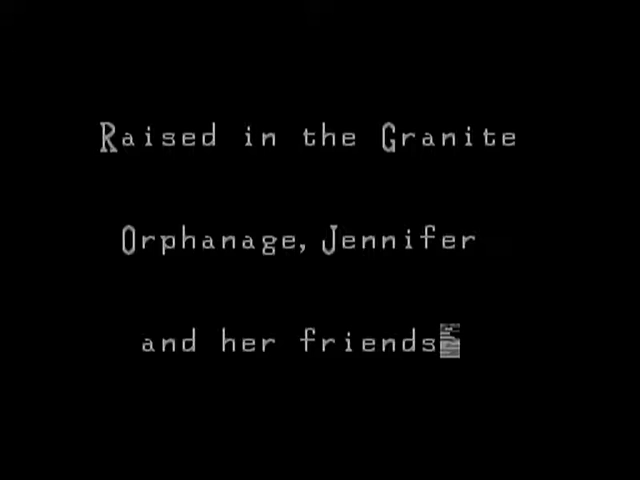 Raised in the Granite
Orphanage, Jennifer
and her friends